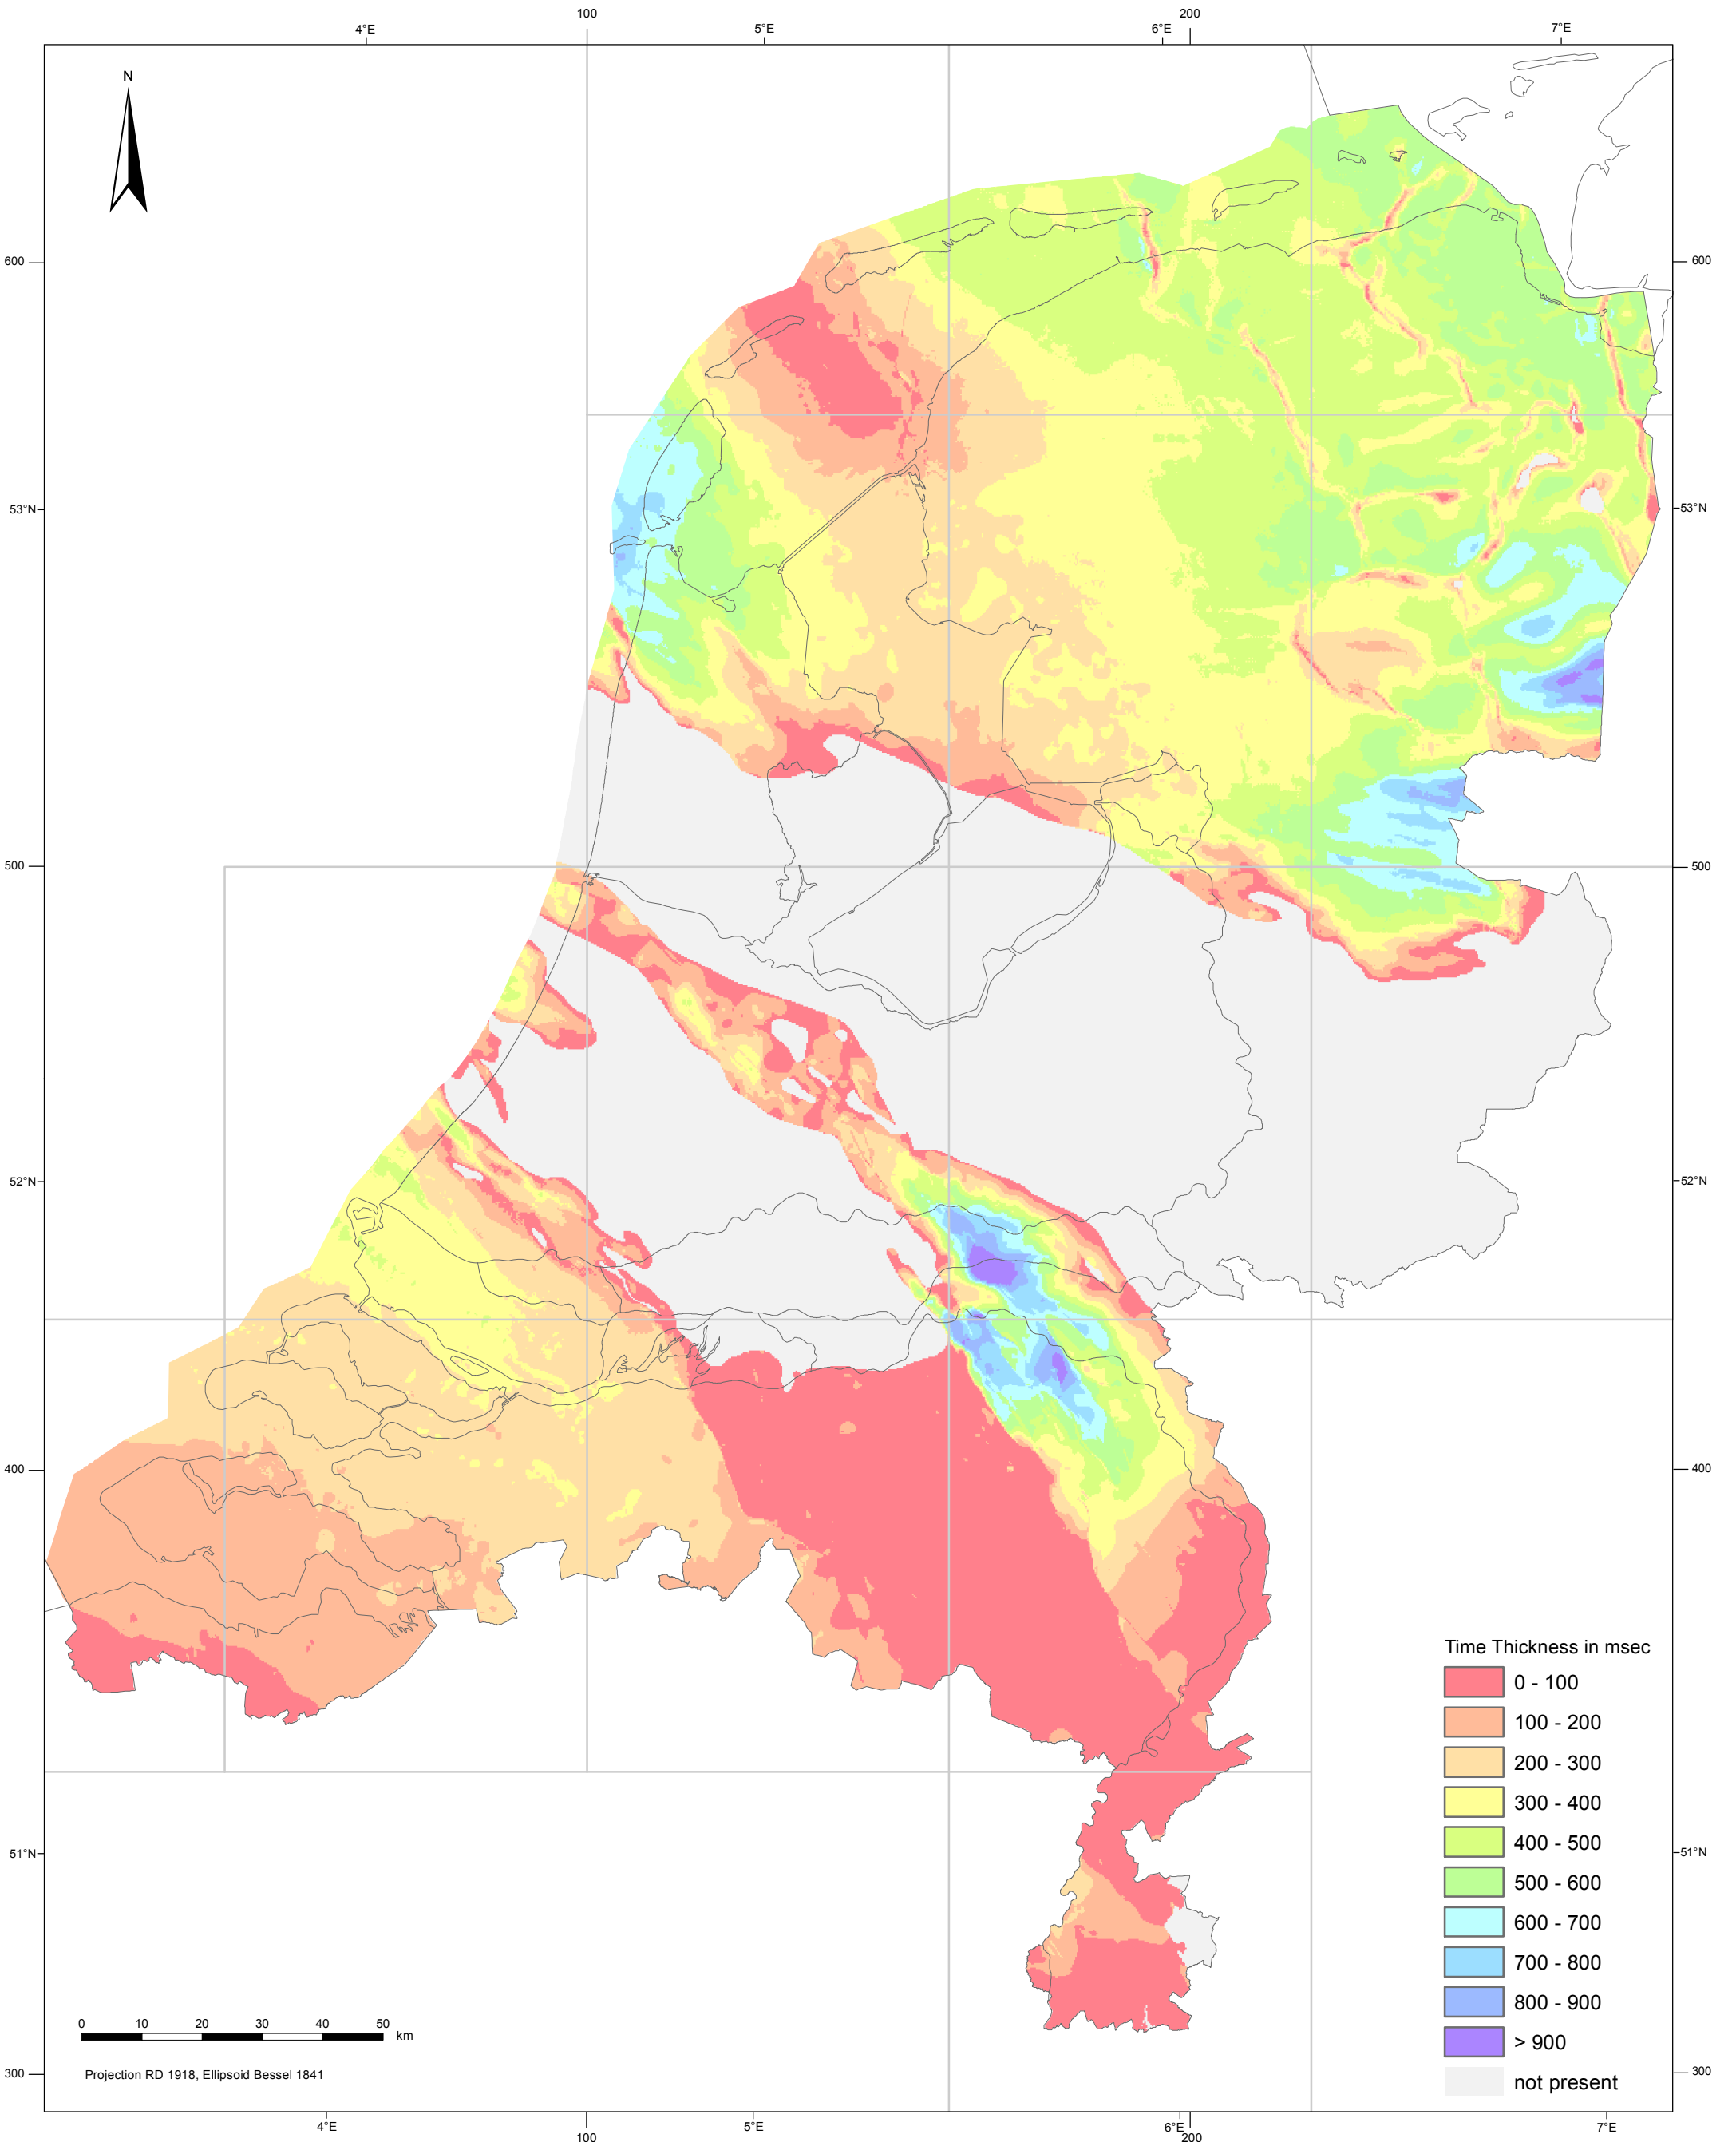 100 200
4°E 5°E 6°E 7°E
N
600 600
53°N 53°N
500 500
52°N 52°N
400 400
Time Thickness in msec
0 - 100
100 - 200
200 - 300
300 - 400
400 - 500
500 - 600
600 - 700
700 - 800
800 - 900
> 900
not present
51°N 51°N
0 10 20 30 40 50 km
Projection RD 1918, Ellipsoid Bessel 1841
300 300
4°E 5°E 6°E 7°E
100 200